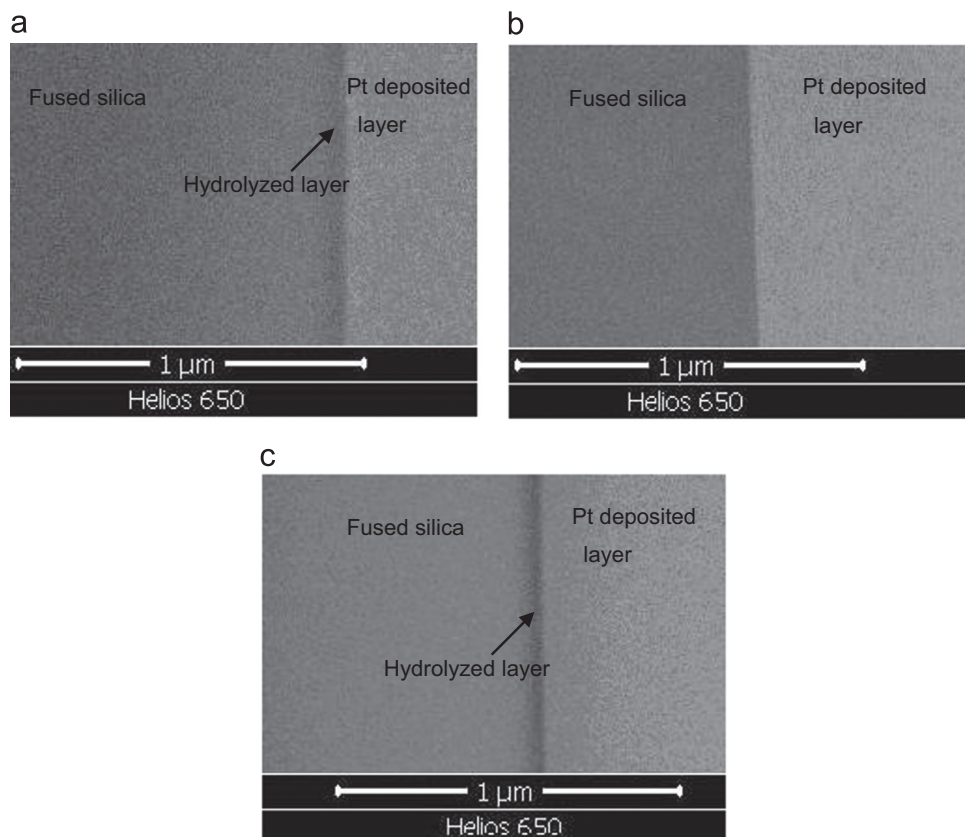 a
Fused silica
Pt deposited
layer
Hydrolyzed layer
1 µm
Helios 650
b
Fused silica
Pt deposited
layer
1 µm
Helios 650
c
Fused silica
Pt deposited
layer
Hydrolyzed layer
1 µm
Helios 650